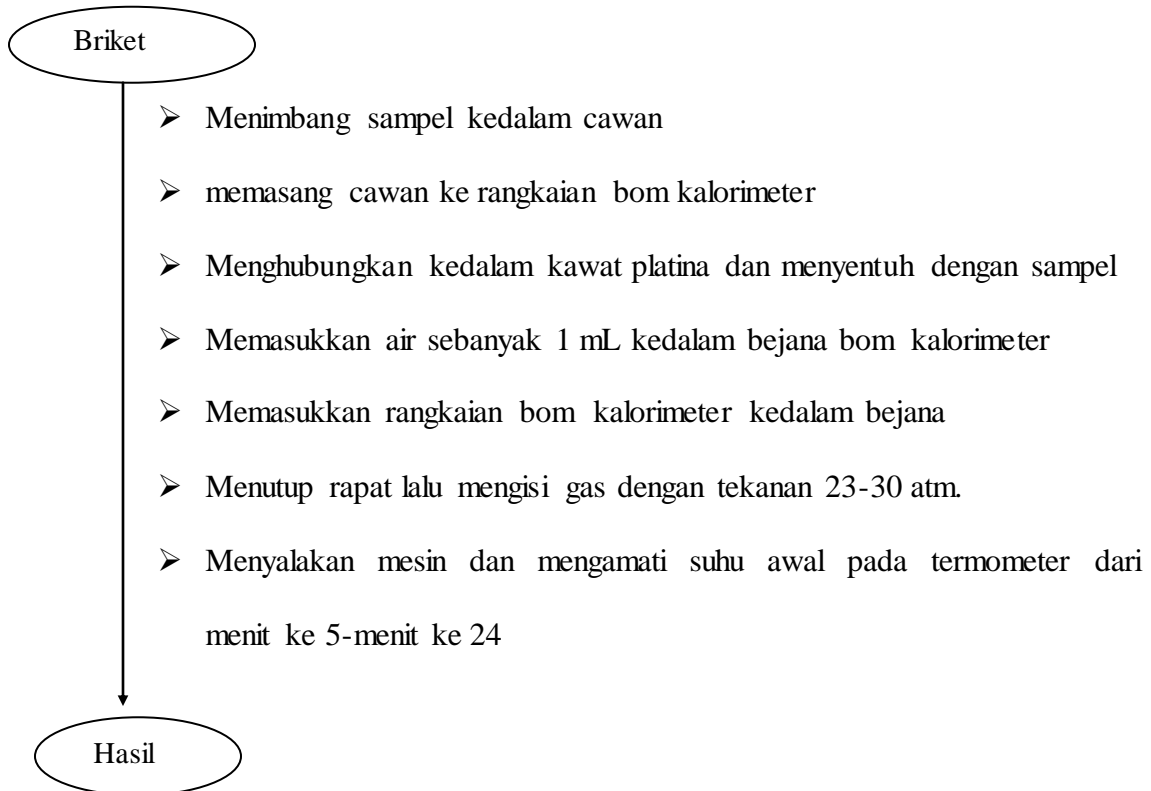 Briket
➢ Menimbang sampel kedalam cawan
➢ memasang cawan ke rangkaian bom kalorimeter
➢ Menghubungkan kedalam kawat platina dan menyentuh dengan sampel
➢ Memasukkan air sebanyak 1 mL kedalam bejana bom kalorimeter
➢ Memasukkan rangkaian bom kalorimeter kedalam bejana
➢ Menutup rapat lalu mengisi gas dengan tekanan 23-30 atm.
➢ Menyalakan mesin dan mengamati suhu awal pada termometer dari
menit ke 5-menit ke 24
Hasil